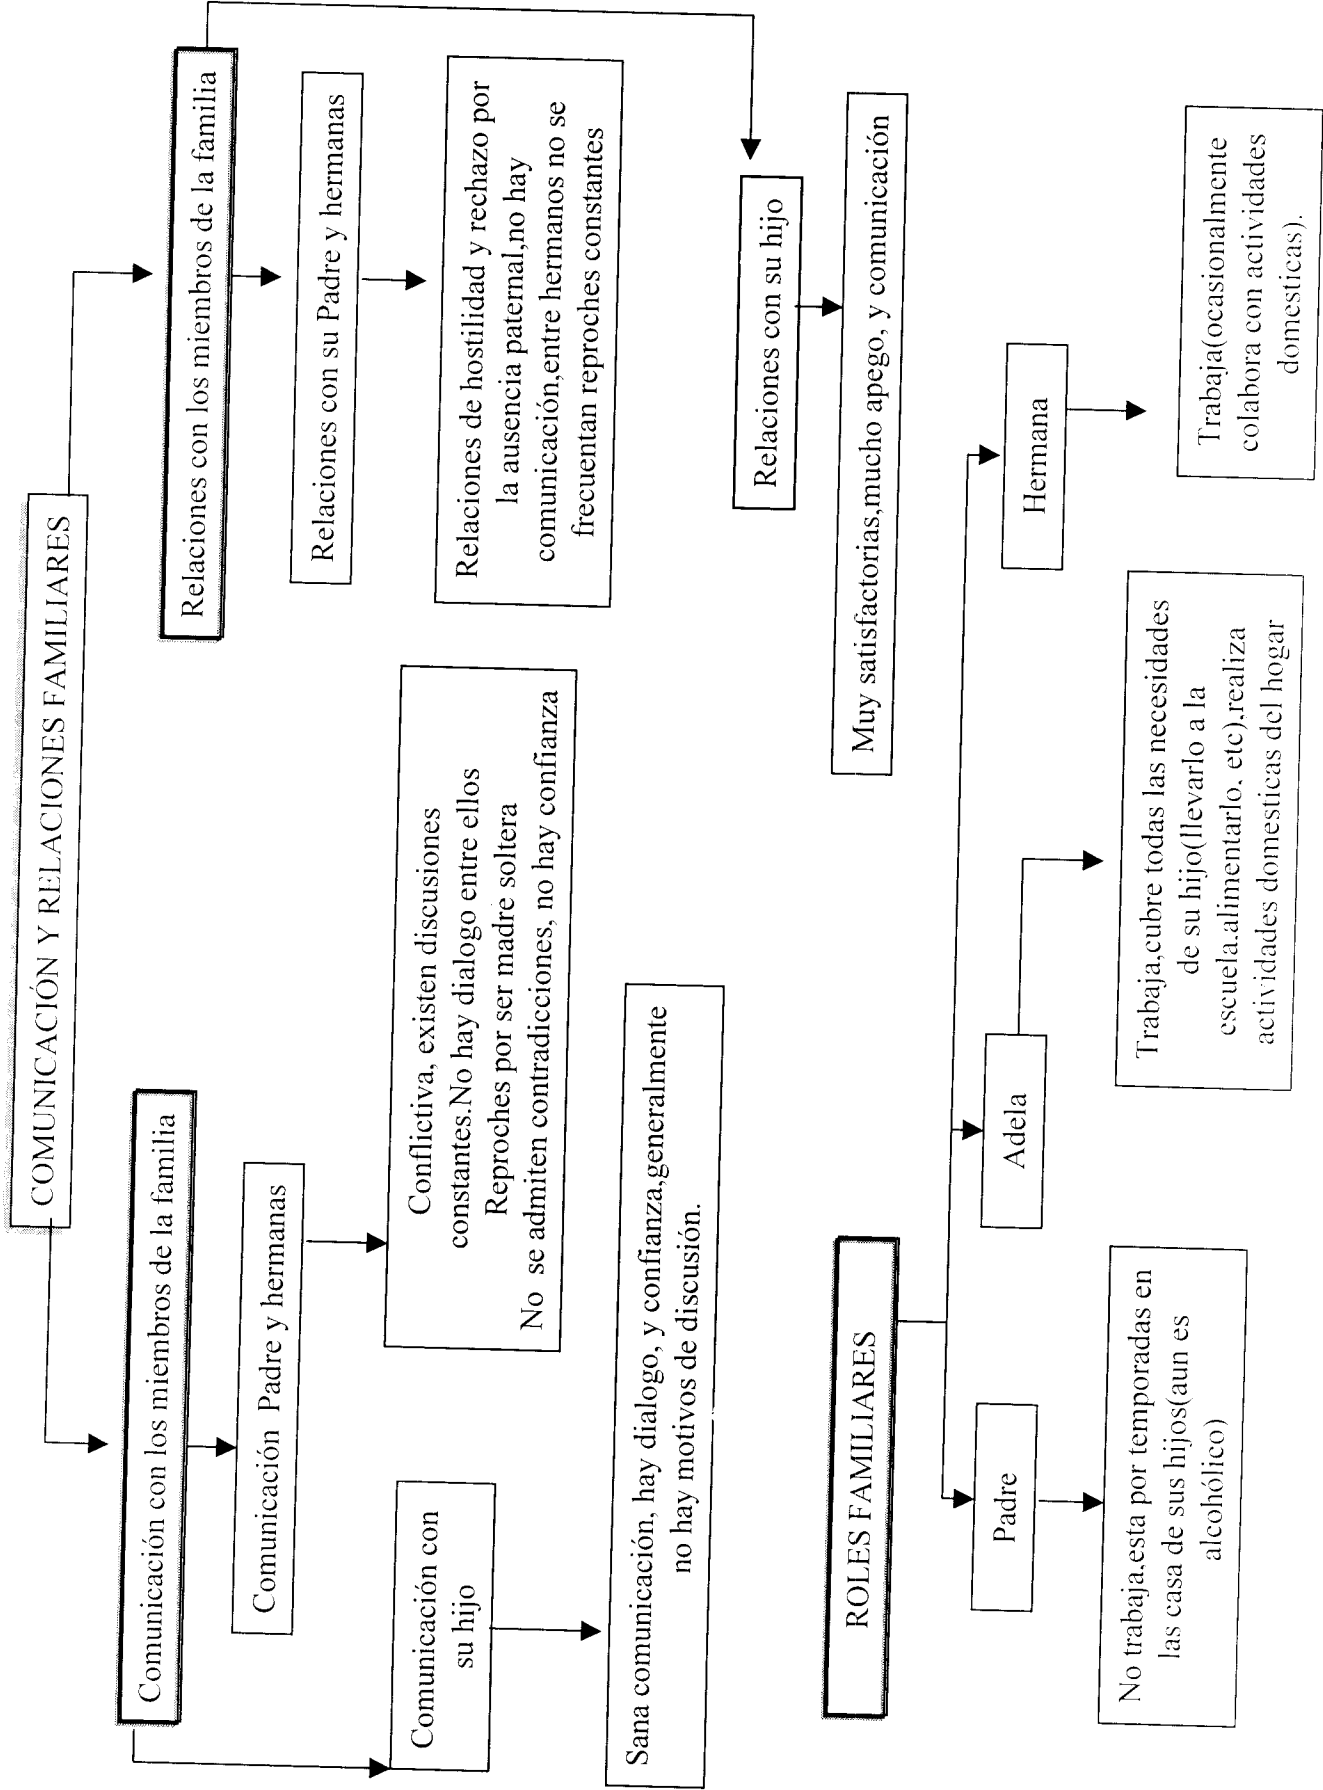 COMUNICACIÓN Y RELACIONES FAMILIARES
Comunicación con los miembros de la familia
Comunicación  Padre y hermanas
Conflictiva, existen discusiones
constantes.No hay dialogo entre ellos
Reproches por ser madre soltera
No  se admiten contradicciones, no hay confianza
Comunicación con
su hijo
Sana comunicación, hay dialogo, y confianza,generalmente
no hay motivos de discusión.
Relaciones con los miembros de la familia
Relaciones con su Padre y hermanas
Relaciones de hostilidad y rechazo por
la ausencia paternal,no hay
comunicación,entre hermanos no se
frecuentan reproches constantes
Relaciones con su hijo
Muy satisfactorias,mucho apego, y comunicación
ROLES FAMILIARES
Padre
No trabaja.esta por temporadas en
las casa de sus hijos(aun es
alcohólico)
Adela
Trabaja,cubre todas las necesidades
de su hijo(llevarlo a la
escuela.alimentarlo. etc),realiza
actividades domesticas del hogar
Hermana
Trabaja(ocasionalmente
colabora con actividades
domesticas).